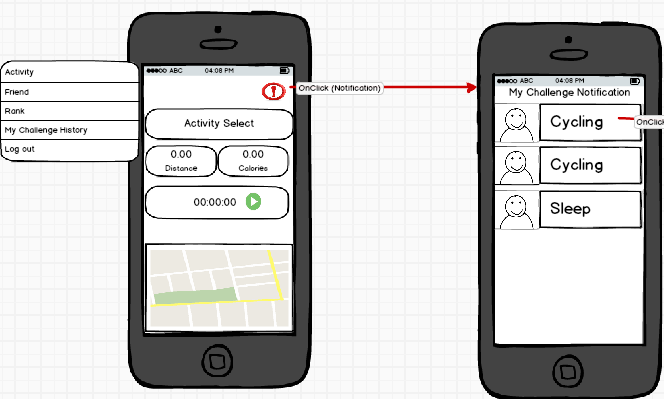 Activity
Friend
Rank
My Challenge History
Log out
ABC 04:08 PM
OnClick (Notification)
Activity Select
0.00 0.00
Distance Calories
00:00:00
ABC 04:08 PM
My Challenge Notification
Cycling
OnClick
Cycling
Sleep